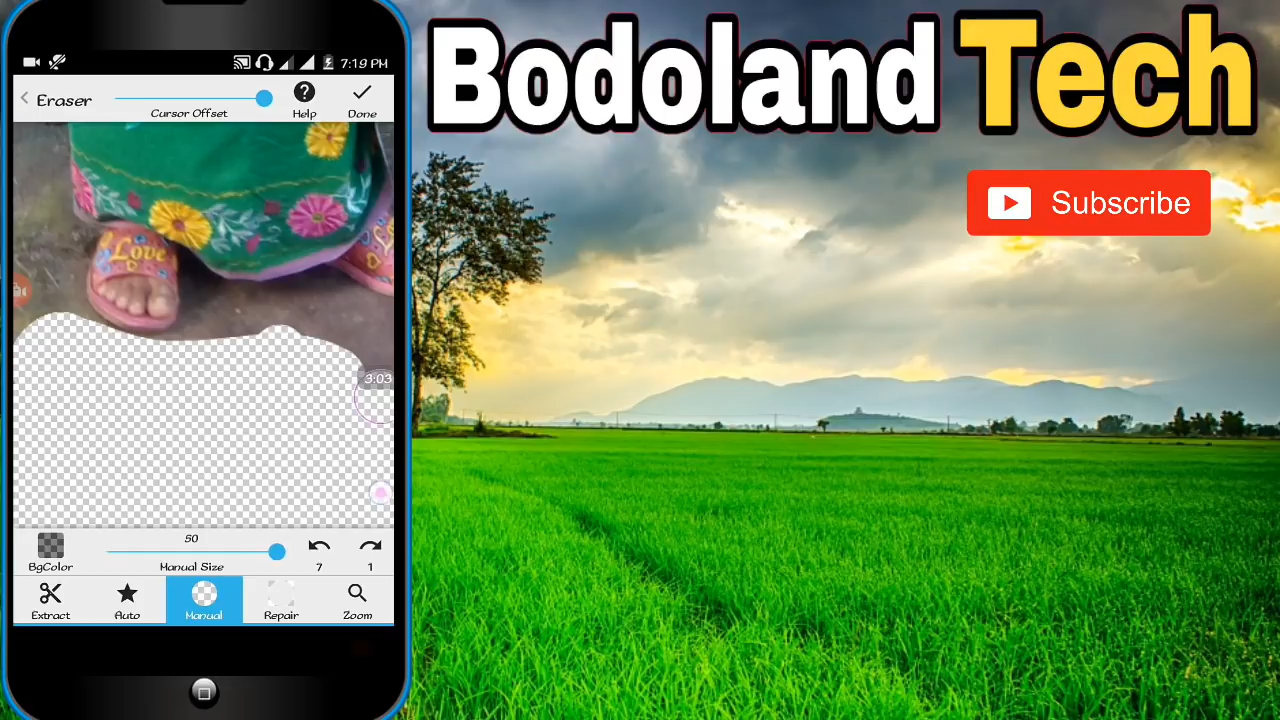 Bodoland Tech
Subscribe
7:19 PM
Eraser
Cursor Offset
Help
Done
Love
3:03
50
BgColor
Manual Size
7
1
Extract
Auto
Manual
Repair
Zoom